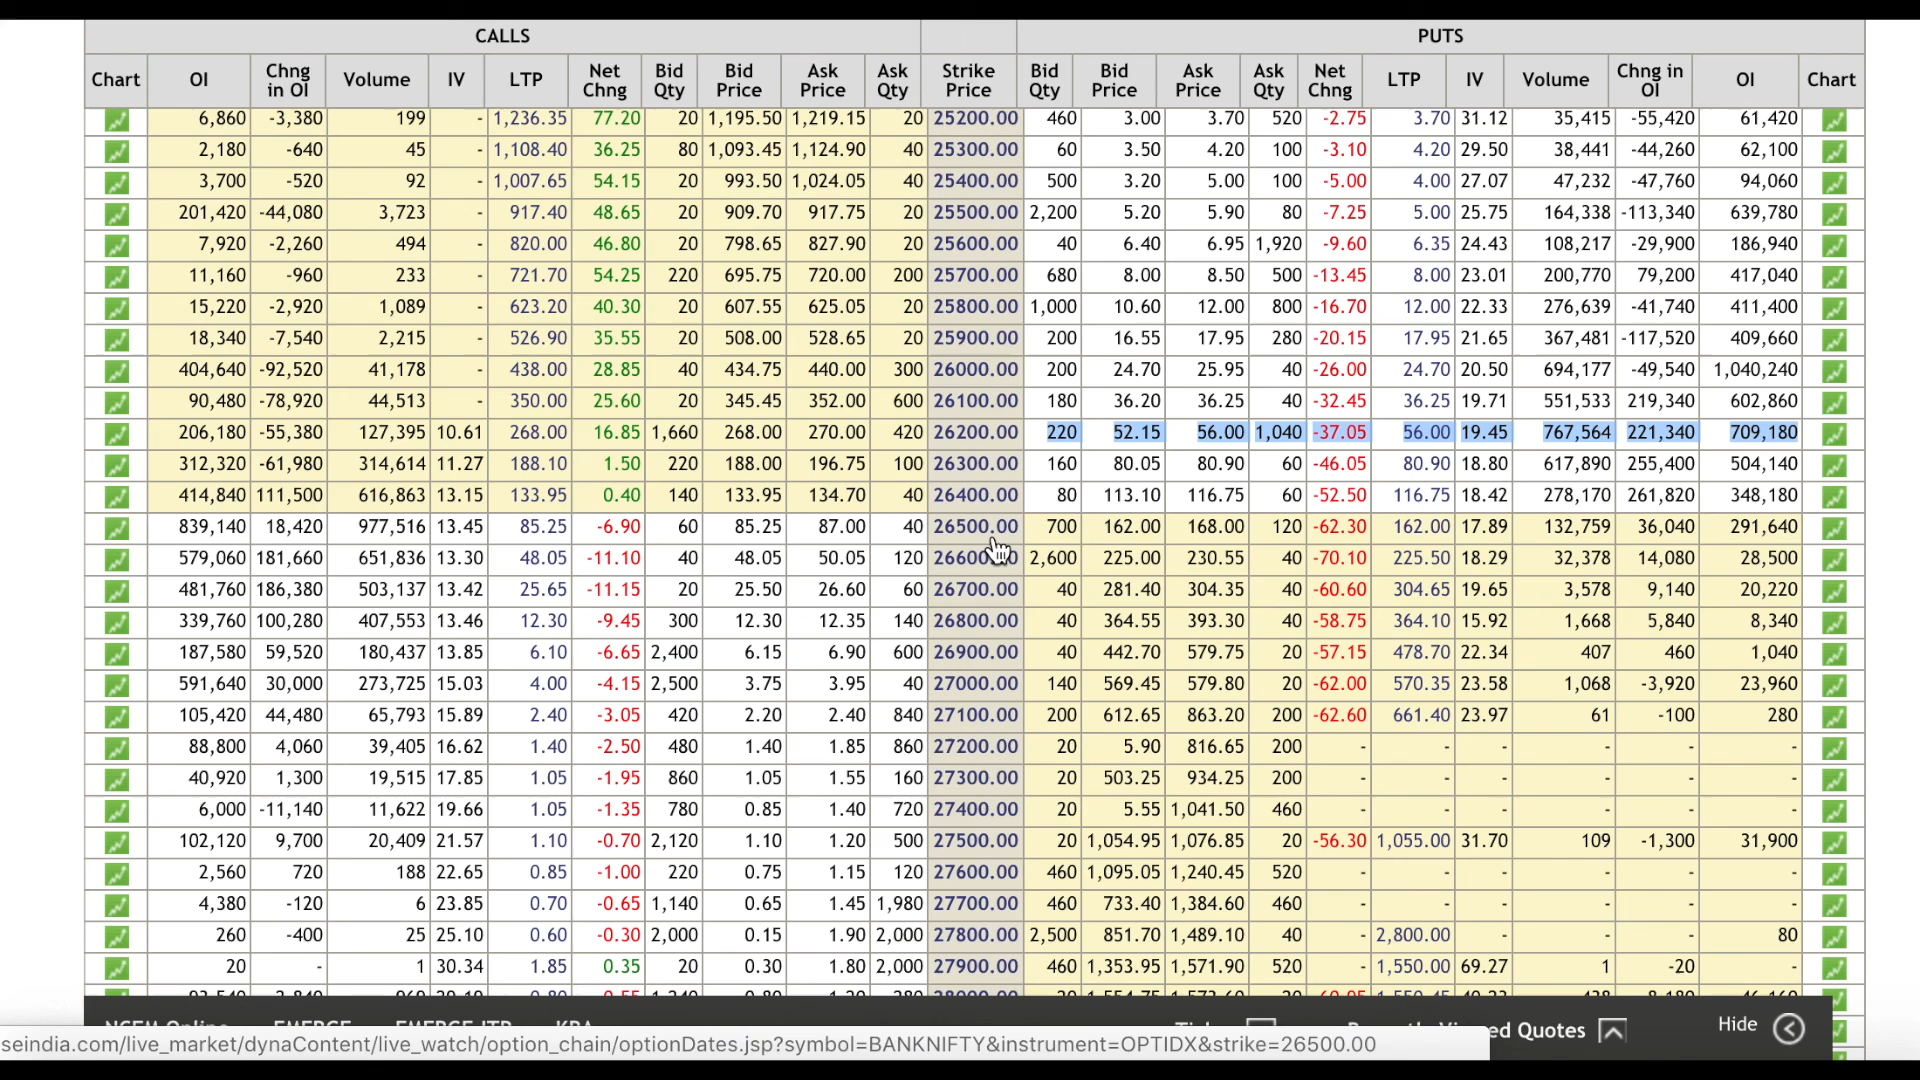 CALLS PUTS
Chart OI Chng in OI Volume IV LTP Net Chng Bid Qty Bid Price Ask Price Ask Qty Strike Price Bid Qty Bid Price Ask Price Ask Qty Net Chng LTP IV Volume Chng in OI OI Chart
6,860 -3,380 199 - 1,236.35 77.20 20 1,195.50 1,219.15 20 25200.00 460 3.00 3.70 520 -2.75 3.70 31.12 35,415 -55,420 61,420
2,180 -640 45 - 1,108.40 36.25 80 1,093.45 1,124.90 40 25300.00 60 3.50 4.20 100 -3.10 4.20 29.50 38,441 -44,260 62,100
3,700 -520 92 - 1,007.65 54.15 20 993.50 1,024.05 40 25400.00 500 3.20 5.00 100 -5.00 4.00 27.07 47,232 -47,760 94,060
201,420 -44,080 3,723 - 917.40 48.65 20 909.70 917.75 20 25500.00 2,200 5.20 5.90 80 -7.25 5.00 25.75 164,338 -113,340 639,780
7,920 -2,260 494 - 820.00 46.80 20 798.65 827.90 20 25600.00 40 6.40 6.95 1,920 -9.60 6.35 24.43 108,217 -29,900 186,940
11,160 -960 233 - 721.70 54.25 220 695.75 720.00 200 25700.00 680 8.00 8.50 500 -13.45 8.00 23.01 200,770 79,200 417,040
15,220 -2,920 1,089 - 623.20 40.30 20 607.55 625.05 20 25800.00 1,000 10.60 12.00 800 -16.70 12.00 22.33 276,639 -41,740 411,400
18,340 -7,540 2,215 - 526.90 35.55 20 508.00 528.65 20 25900.00 200 16.55 17.95 280 -20.15 17.95 21.65 367,481 -117,520 409,660
404,640 -92,520 41,178 - 438.00 28.85 40 434.75 440.00 300 26000.00 200 24.70 25.95 40 -26.00 24.70 20.50 694,177 -49,540 1,040,240
90,480 -78,920 44,513 - 350.00 25.60 20 345.45 352.00 600 26100.00 180 36.20 36.25 40 -32.45 36.25 19.71 551,533 219,340 602,860
206,180 -55,380 127,395 10.61 268.00 16.85 1,660 268.00 270.00 420 26200.00 220 52.15 56.00 1,040 -37.05 56.00 19.45 767,564 221,340 709,180
312,320 -61,980 314,614 11.27 188.10 1.50 220 188.00 196.75 100 26300.00 160 80.05 80.90 60 -46.05 80.90 18.80 617,890 255,400 504,140
414,840 111,500 616,863 13.15 133.95 0.40 140 133.95 134.70 40 26400.00 80 113.10 116.75 60 -52.50 116.75 18.42 278,170 261,820 348,180
839,140 18,420 977,516 13.45 85.25 -6.90 60 85.25 87.00 40 26500.00 700 162.00 168.00 120 -62.30 162.00 17.89 132,759 36,040 291,640
579,060 181,660 651,836 13.30 48.05 -11.10 40 48.05 50.05 120 26600.00 2,600 225.00 230.55 40 -70.10 225.50 18.29 32,378 14,080 28,500
481,760 186,380 503,137 13.42 25.65 -11.15 20 25.50 26.60 60 26700.00 40 281.40 304.35 40 -60.60 304.65 19.65 3,578 9,140 20,220
339,760 100,280 407,553 13.46 12.30 -9.45 300 12.30 12.35 140 26800.00 40 364.55 393.30 40 -58.75 364.10 15.92 1,668 5,840 8,340
187,580 59,520 180,437 13.85 6.10 -6.65 2,400 6.15 6.90 600 26900.00 40 442.70 579.75 20 -57.15 478.70 22.34 407 460 1,040
591,640 30,000 273,725 15.03 4.00 -4.15 2,500 3.75 3.95 40 27000.00 140 569.45 579.80 20 -62.00 570.35 23.58 1,068 -3,920 23,960
105,420 44,480 65,793 15.89 2.40 -3.05 420 2.20 2.40 840 27100.00 200 612.65 863.20 200 -62.60 661.40 23.97 61 -100 280
88,800 4,060 39,405 16.62 1.40 -2.50 480 1.40 1.85 860 27200.00 20 5.90 816.65 200 - - - - - -
40,920 1,300 19,515 17.85 1.05 -1.95 860 1.05 1.55 160 27300.00 20 503.25 934.25 200 - - - - - -
6,000 -11,140 11,622 19.66 1.05 -1.35 780 0.85 1.40 720 27400.00 20 5.55 1,041.50 460 - - - - - -
102,120 9,700 20,409 21.57 1.10 -0.70 2,120 1.10 1.20 500 27500.00 20 1,054.95 1,076.85 20 -56.30 1,055.00 31.70 109 -1,300 31,900
2,560 720 188 22.65 0.85 -1.00 220 0.75 1.15 120 27600.00 460 1,095.05 1,240.45 520 - - - - - -
4,380 -120 6 23.85 0.70 -0.65 1,140 0.65 1.45 1,980 27700.00 460 733.40 1,384.60 460 - - - - - -
260 -400 25 25.10 0.60 -0.30 2,000 0.15 1.90 2,000 27800.00 2,500 851.70 1,489.10 40 - 2,800.00 - - - 80
20 - 1 30.34 1.85 0.35 20 0.30 1.80 2,000 27900.00 460 1,353.95 1,571.90 520 - 1,550.00 69.27 1 -20 -
Quotes Hide
seindia.com/live_market/dynaContent/live_watch/option_chain/optionDates.jsp?symbol=BANKNIFTY&instrument=OPTIDX&strike=26500.00